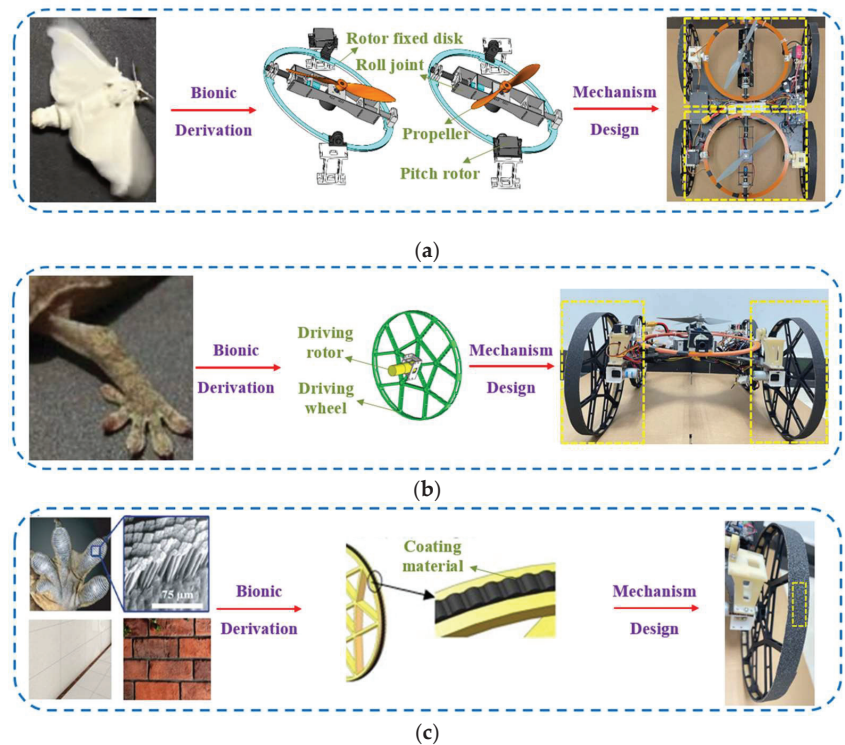 Rotor fixed disk
Roll joint
Bionic
Derivation
Propeller
Pitch rotor
Mechanism
Design
(a)
Bionic
Derivation
Driving
rotor
Driving
wheel
Mechanism
Design
(b)
75 μm
Bionic
Derivation
Coating
material
Mechanism
Design
(c)